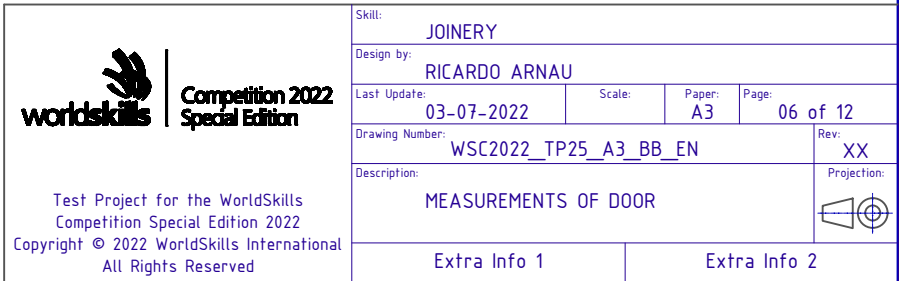 worldskills
Competition 2022
Special Edition
Test Project for the WorldSkills
Competition Special Edition 2022
Copyright © 2022 WorldSkills International
All Rights Reserved
Skill:
JOINERY
Design by:
RICARDO ARNAU
Last Update: Scale: Paper: Page:
03-07-2022 A3 06 of 12
Drawing Number: Rev:
WSC2022_TP25_A3_BB_EN XX
Description: Projection:
MEASUREMENTS OF DOOR
Extra Info 1 Extra Info 2